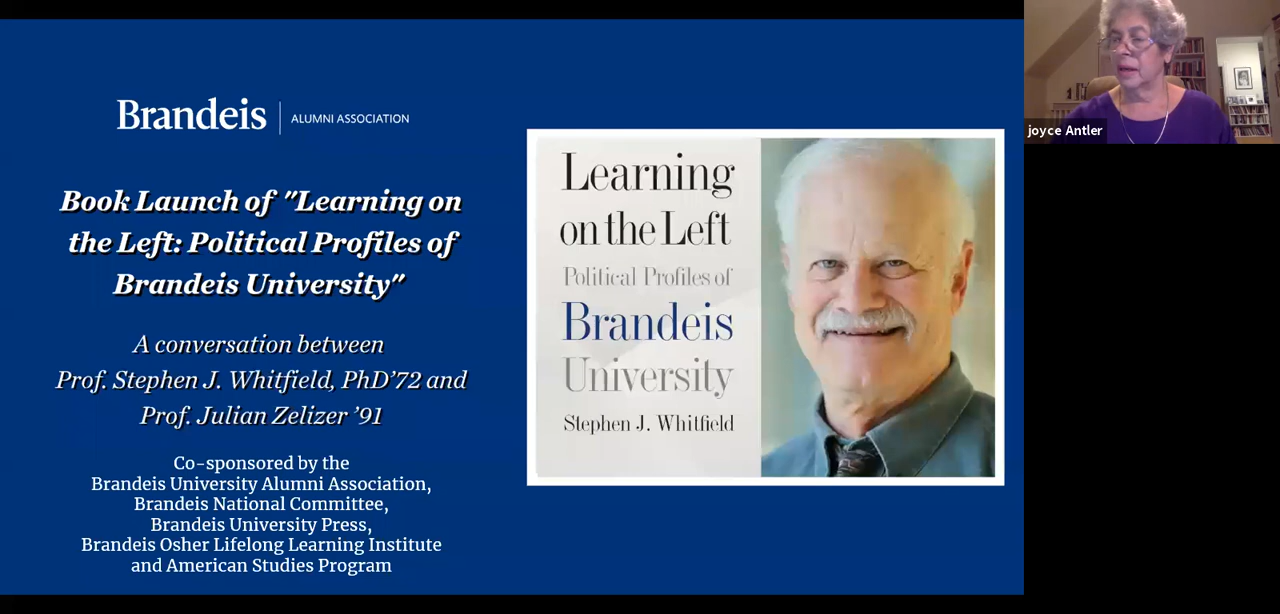 Brandeis
ALUMNI ASSOCIATION
Book Launch of "Learning on
the Left: Political Profiles of
Brandeis University"
A conversation between
Prof. Stephen J. Whitfield, PhD’72 and
Prof. Julian Zelizer ’91
Co-sponsored by the
Brandeis University Alumni Association,
Brandeis National Committee,
Brandeis University Press,
Brandeis Osher Lifelong Learning Institute
and American Studies Program
Learning
on the Left
Political Profiles of
Brandeis
University
Stephen J. Whitfield
joyce Antler